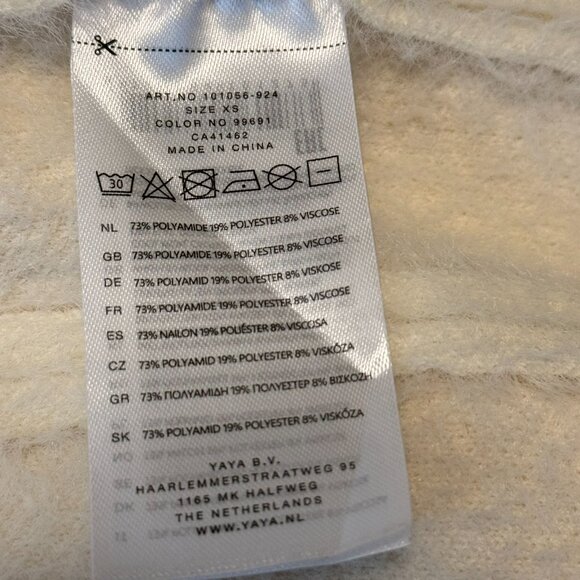 ART.NO 101056-924
SIZE XS
COLOR NO 99691
CA41462
MADE IN CHINA
30
NL 73% POLYAMIDE 19% POLYESTER 8% VISCOSE
GB 73% POLYAMIDE 19% POLYESTER 8% VISCOSE
DE 73% POLYAMID 19% POLYESTER 8% VISKOSE
FR 73% POLYAMIDE 19% POLYESTER 8% VISCOSE
ES 73% NAILON 19% POLIÉSTER 8% VISCOSA
CZ 73% POLYAMID 19% POLYESTER 8% VISKÓZA
GR 73% ΠΟΛΥΑΜΙΔΗ 19% ΠΟΛΥΕΣΤΕΡ 8% ΒΙΣΚΟΖΗ
SK 73% POLYAMID 19% POLYESTER 8% VISKÓZA
YAYA B.V.
HAARLEMMERSTRAATWEG 95
1165 MK HALFWEG
THE NETHERLANDS
WWW.YAYA.NL